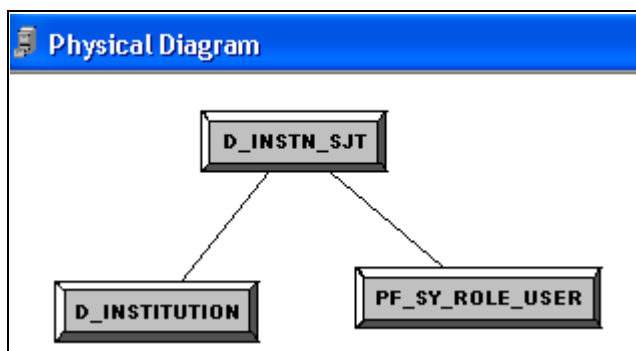 Physical Diagram
D_INSTN_SJT
D_INSTITUTION
PF_SY_ROLE_USER